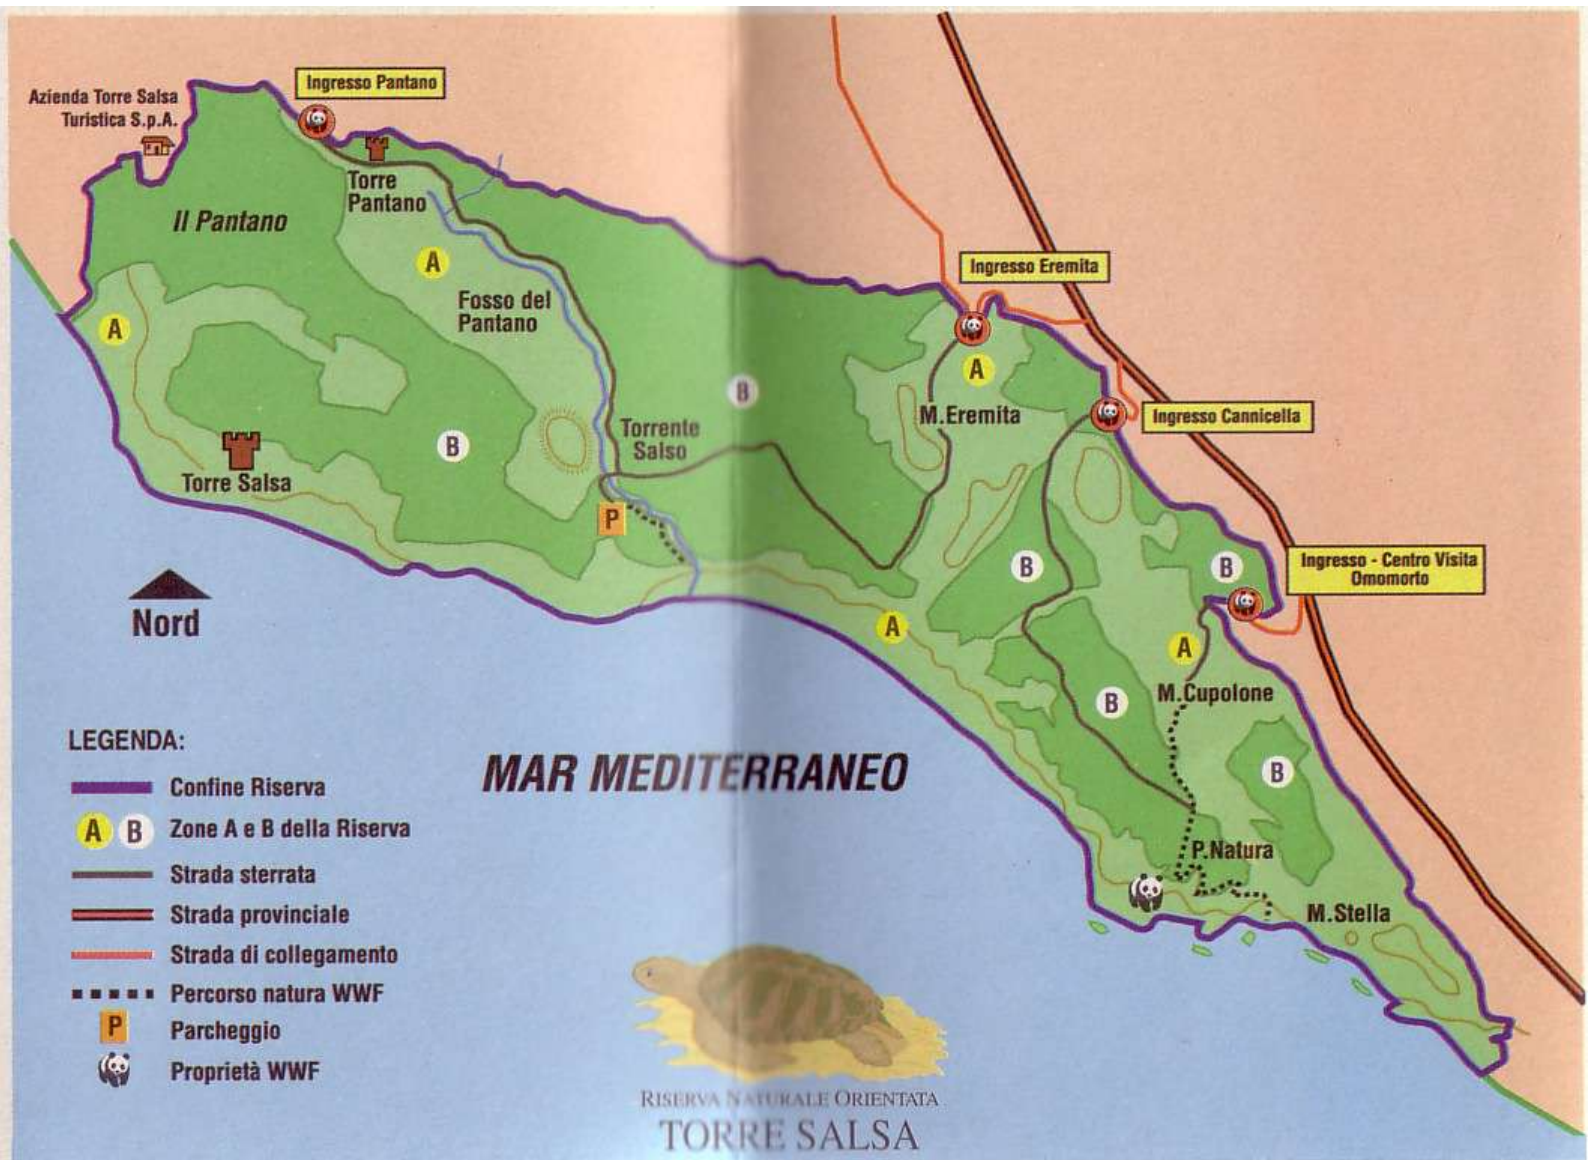 Ingresso Pantano
Azienda Torre Salsa
Turistica S.p.A.
Torre
Pantano
Il Pantano
A
Fosso del
Pantano
Ingresso Eremita
A
A
B
M.Eremita
Ingresso Cannicella
Torrente
Salso
B
Torre Salsa
P
B
B
Ingresso - Centro Visita
Omomorto
Nord
A
A
M.Cupolone
B
B
LEGENDA:
Confine Riserva
A B Zone A e B della Riserva
Strada sterrata
Strada provinciale
Strada di collegamento
Percorso natura WWF
P Parcheggio
Proprietà WWF
MAR MEDITERRANEO
P.Natura
M.Stella
RISERVA NATURALE ORIENTATA
TORRE SALSA